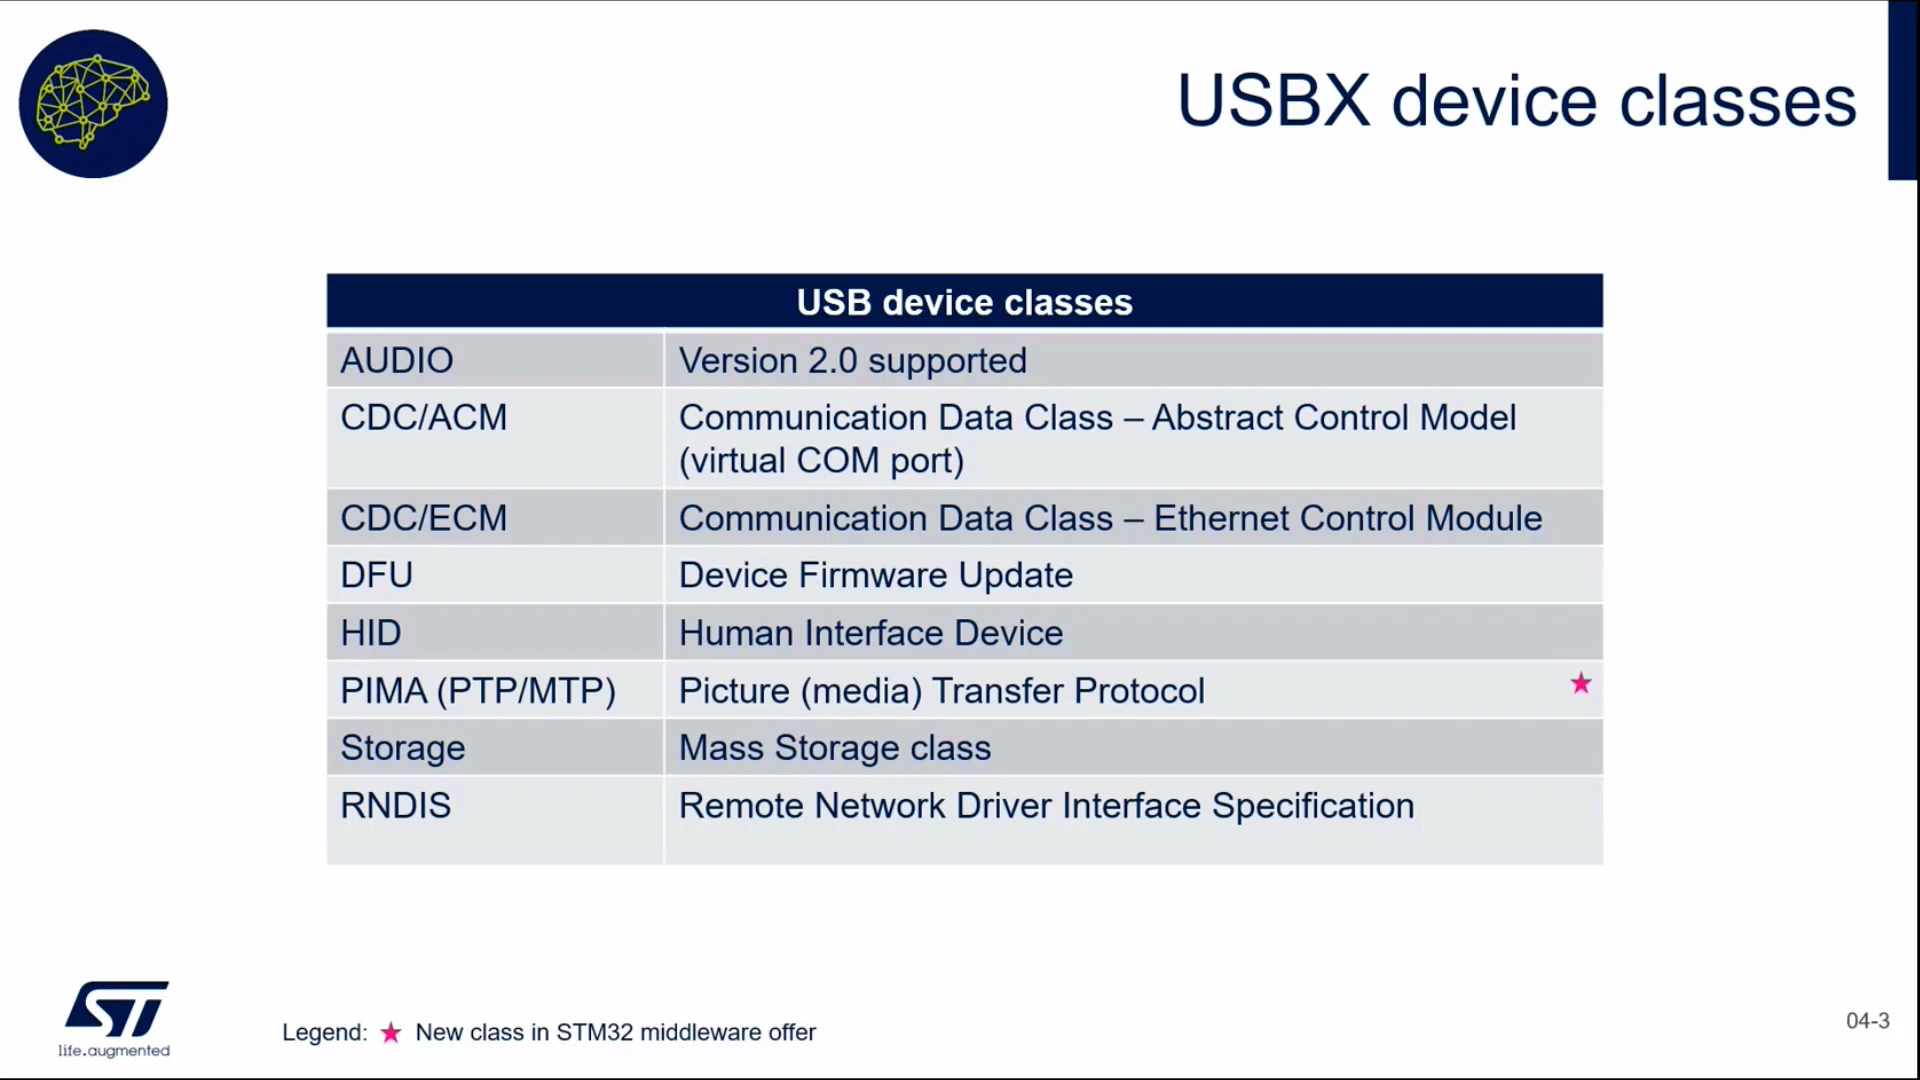 USBX device classes
USB device classes
AUDIO
Version 2.0 supported
CDC/ACM
Communication Data Class – Abstract Control Model
(virtual COM port)
CDC/ECM
Communication Data Class – Ethernet Control Module
DFU
Device Firmware Update
HID
Human Interface Device
PIMA (PTP/MTP)
Picture (media) Transfer Protocol
Storage
Mass Storage class
RNDIS
Remote Network Driver Interface Specification
ST
life.augmented
Legend: ★ New class in STM32 middleware offer
04-3